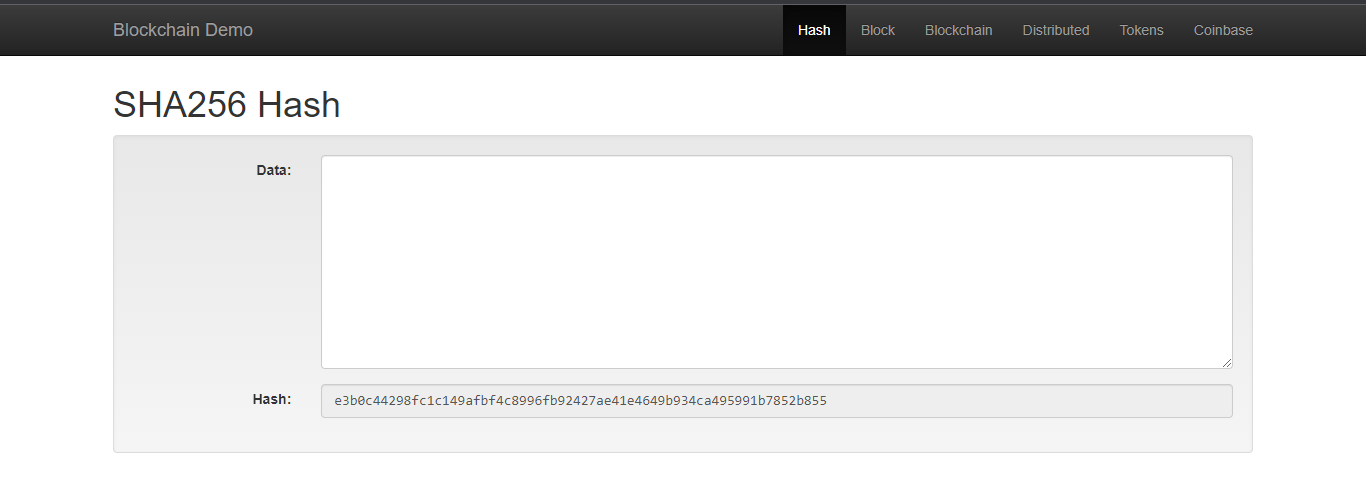 Blockchain Demo
Hash Block Blockchain Distributed Tokens Coinbase
SHA256 Hash
Data:
Hash: e3b0c44298fc1c149afbf4c8996fb92427ae41e4649b934ca495991b7852b855